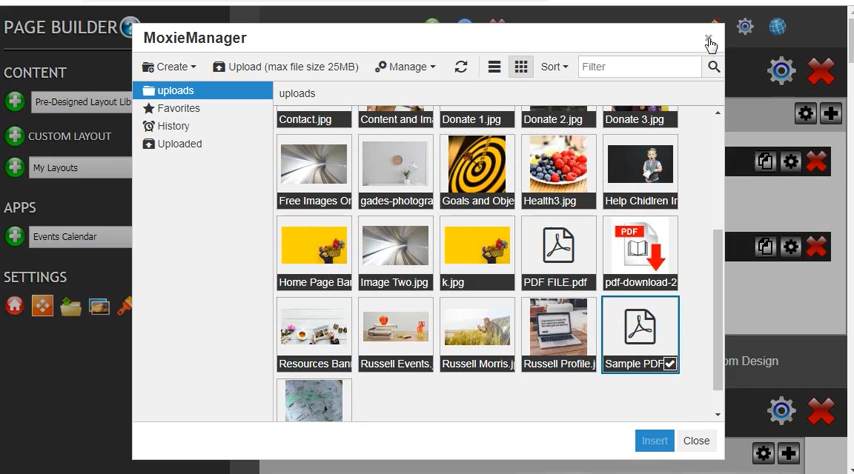 PAGE BUILDER
MoxieManager
Create
Upload (max file size 25MB)
Manage
Sort
Filter
CONTENT
uploads
uploads
Pre-Designed Layout Lib
Favorites
History
Contact.jpg
Content and Im
Donate 1.jpg
Donate 2.jpg
Donate 3.jpg
CUSTOM LAYOUT
Uploaded
My Layouts
APPS
Free Images On
gades-photogra
Goals and Obje
Health3.jpg
Help Chidlren In
Events Calendar
PDF
SETTINGS
Home Page Ban
Image Two.jpg
k.jpg
PDF FILE.pdf
pdf-download-2
Resources Bann
Russell Events.
Russell Morris.j
Russell Profile.j
Sample PDF
om Design
Insert
Close